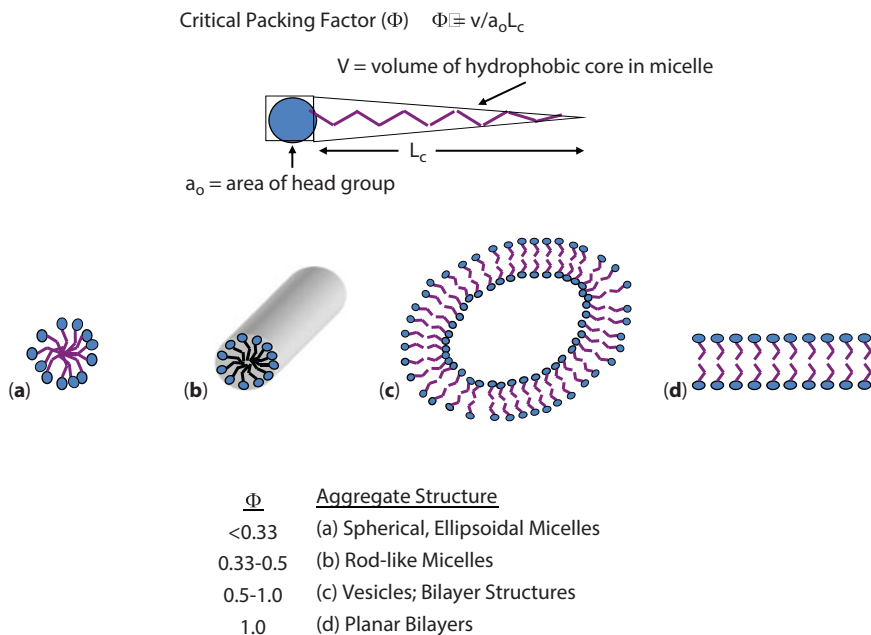 Critical Packing Factor (Φ) Φ = v/aₒL꜀
V = volume of hydrophobic core in micelle
L꜀
aₒ = area of head group
(a)
(b)
(c)
(d)
Φ Aggregate Structure
<0.33 (a) Spherical, Ellipsoidal Micelles
0.33-0.5 (b) Rod-like Micelles
0.5-1.0 (c) Vesicles; Bilayer Structures
1.0 (d) Planar Bilayers